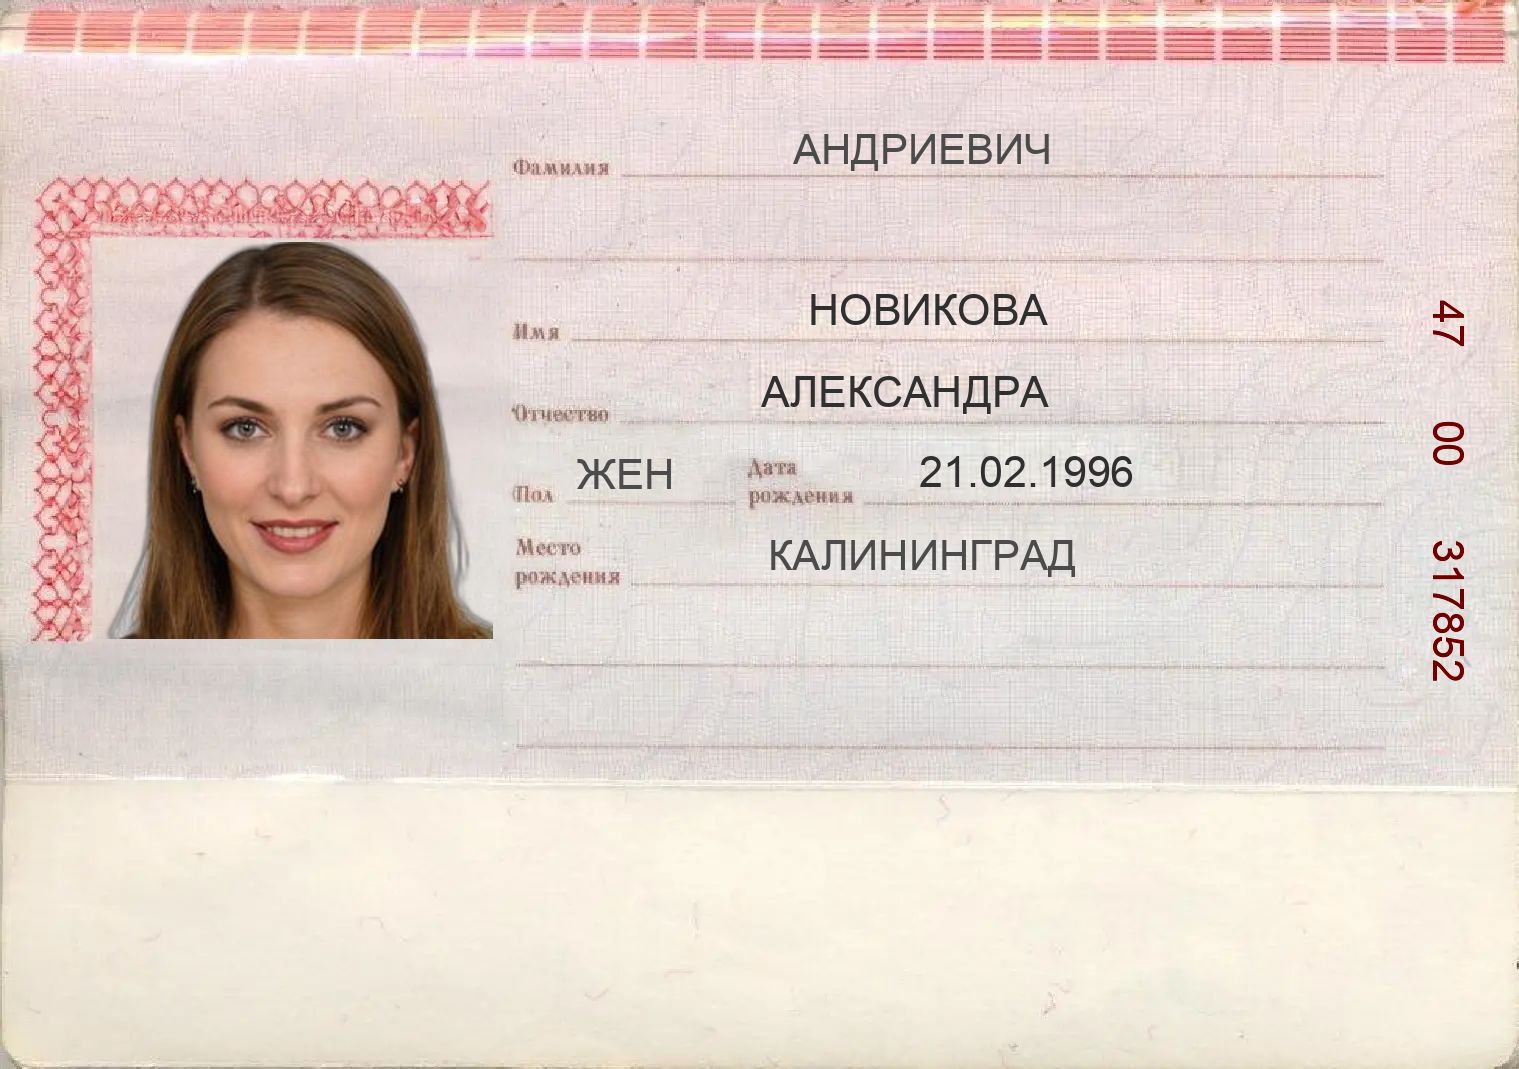 Фамилия АНДРИЕВИЧ
Имя НОВИКОВА
Отчество АЛЕКСАНДРА
Пол ЖЕН Дата рождения 21.02.1996
Место рождения КАЛИНИНГРАД
47 00 317852